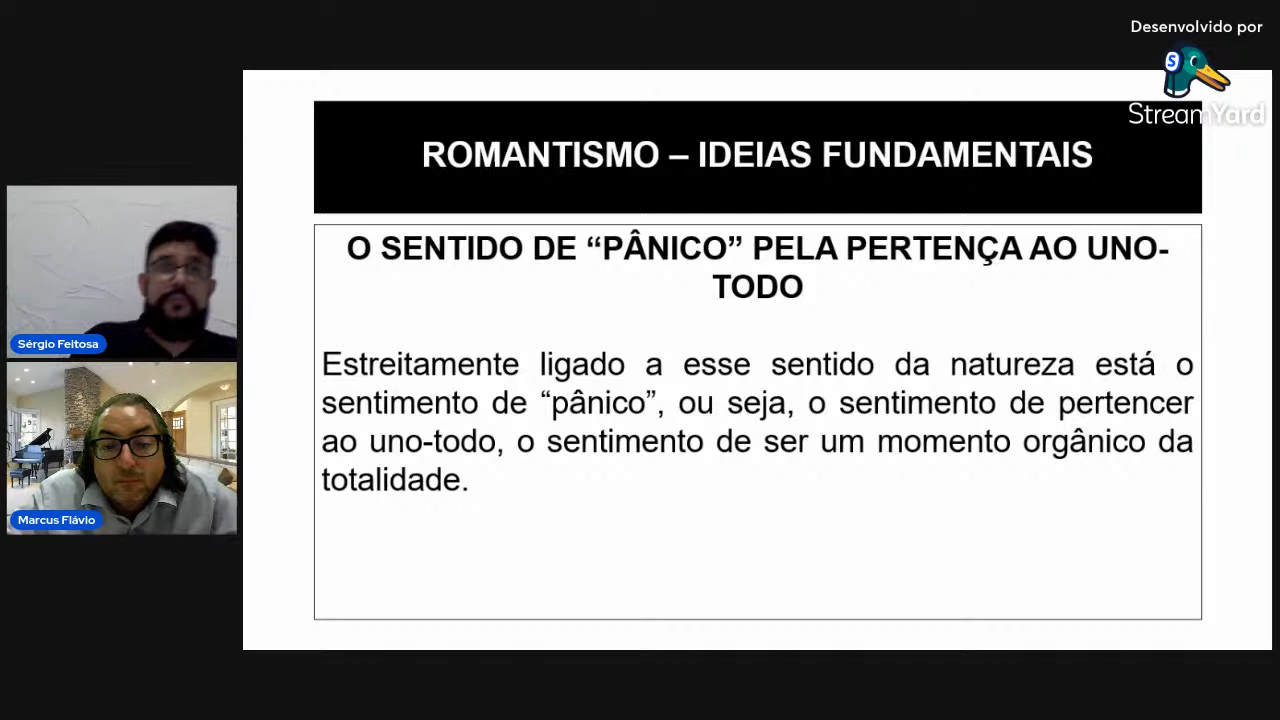 Desenvolvido por
StreamYard
ROMANTISMO – IDEIAS FUNDAMENTAIS
O SENTIDO DE “PÂNICO” PELA PERTENÇA AO UNO-
TODO
Estreitamente ligado a esse sentido da natureza está o
sentimento de “pânico”, ou seja, o sentimento de pertencer
ao uno-todo, o sentimento de ser um momento orgânico da
totalidade.
Sérgio Feitosa
Marcus Flávio